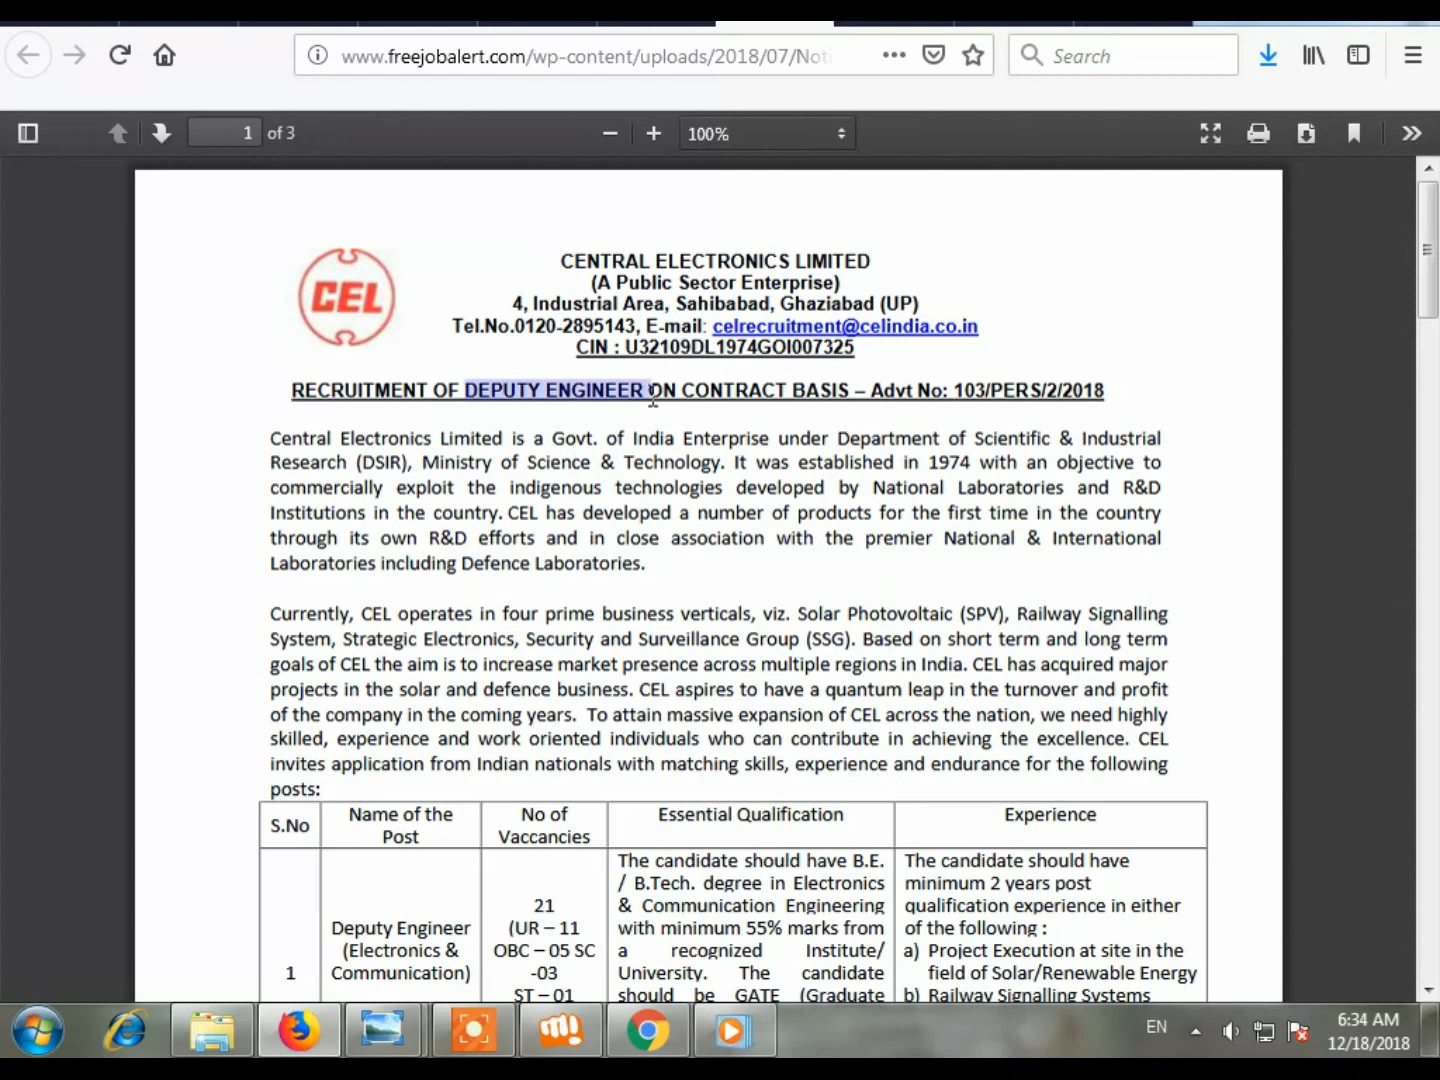 www.freejobalert.com/wp-content/uploads/2018/07/Noti
Search
1 of 3
100%
CEL
CENTRAL ELECTRONICS LIMITED
(A Public Sector Enterprise)
4, Industrial Area, Sahibabad, Ghaziabad (UP)
Tel.No.0120-2895143, E-mail: celrecruitment@celindia.co.in
CIN : U32109DL1974GOI007325
RECRUITMENT OF DEPUTY ENGINEER ON CONTRACT BASIS – Advt No: 103/PERS/2/2018
Central Electronics Limited is a Govt. of India Enterprise under Department of Scientific & Industrial
Research (DSIR), Ministry of Science & Technology. It was established in 1974 with an objective to
commercially exploit the indigenous technologies developed by National Laboratories and R&D
Institutions in the country. CEL has developed a number of products for the first time in the country
through its own R&D efforts and in close association with the premier National & International
Laboratories including Defence Laboratories.
Currently, CEL operates in four prime business verticals, viz. Solar Photovoltaic (SPV), Railway Signalling
System, Strategic Electronics, Security and Surveillance Group (SSG). Based on short term and long term
goals of CEL the aim is to increase market presence across multiple regions in India. CEL has acquired major
projects in the solar and defence business. CEL aspires to have a quantum leap in the turnover and profit
of the company in the coming years. To attain massive expansion of CEL across the nation, we need highly
skilled, experience and work oriented individuals who can contribute in achieving the excellence. CEL
invites application from Indian nationals with matching skills, experience and endurance for the following
posts:
S.No
Name of the
Post
No of
Vaccancies
Essential Qualification
Experience
1
Deputy Engineer
(Electronics &
Communication)
21
(UR – 11
OBC – 05 SC
-03
ST – 01
The candidate should have B.E.
/ B.Tech. degree in Electronics
& Communication Engineering
with minimum 55% marks from
a recognized Institute/
University. The candidate
should be GATE (Graduate
The candidate should have
minimum 2 years post
qualification experience in either
of the following :
a) Project Execution at site in the
field of Solar/Renewable Energy
b) Railway Signalling Systems
EN
6:34 AM
12/18/2018